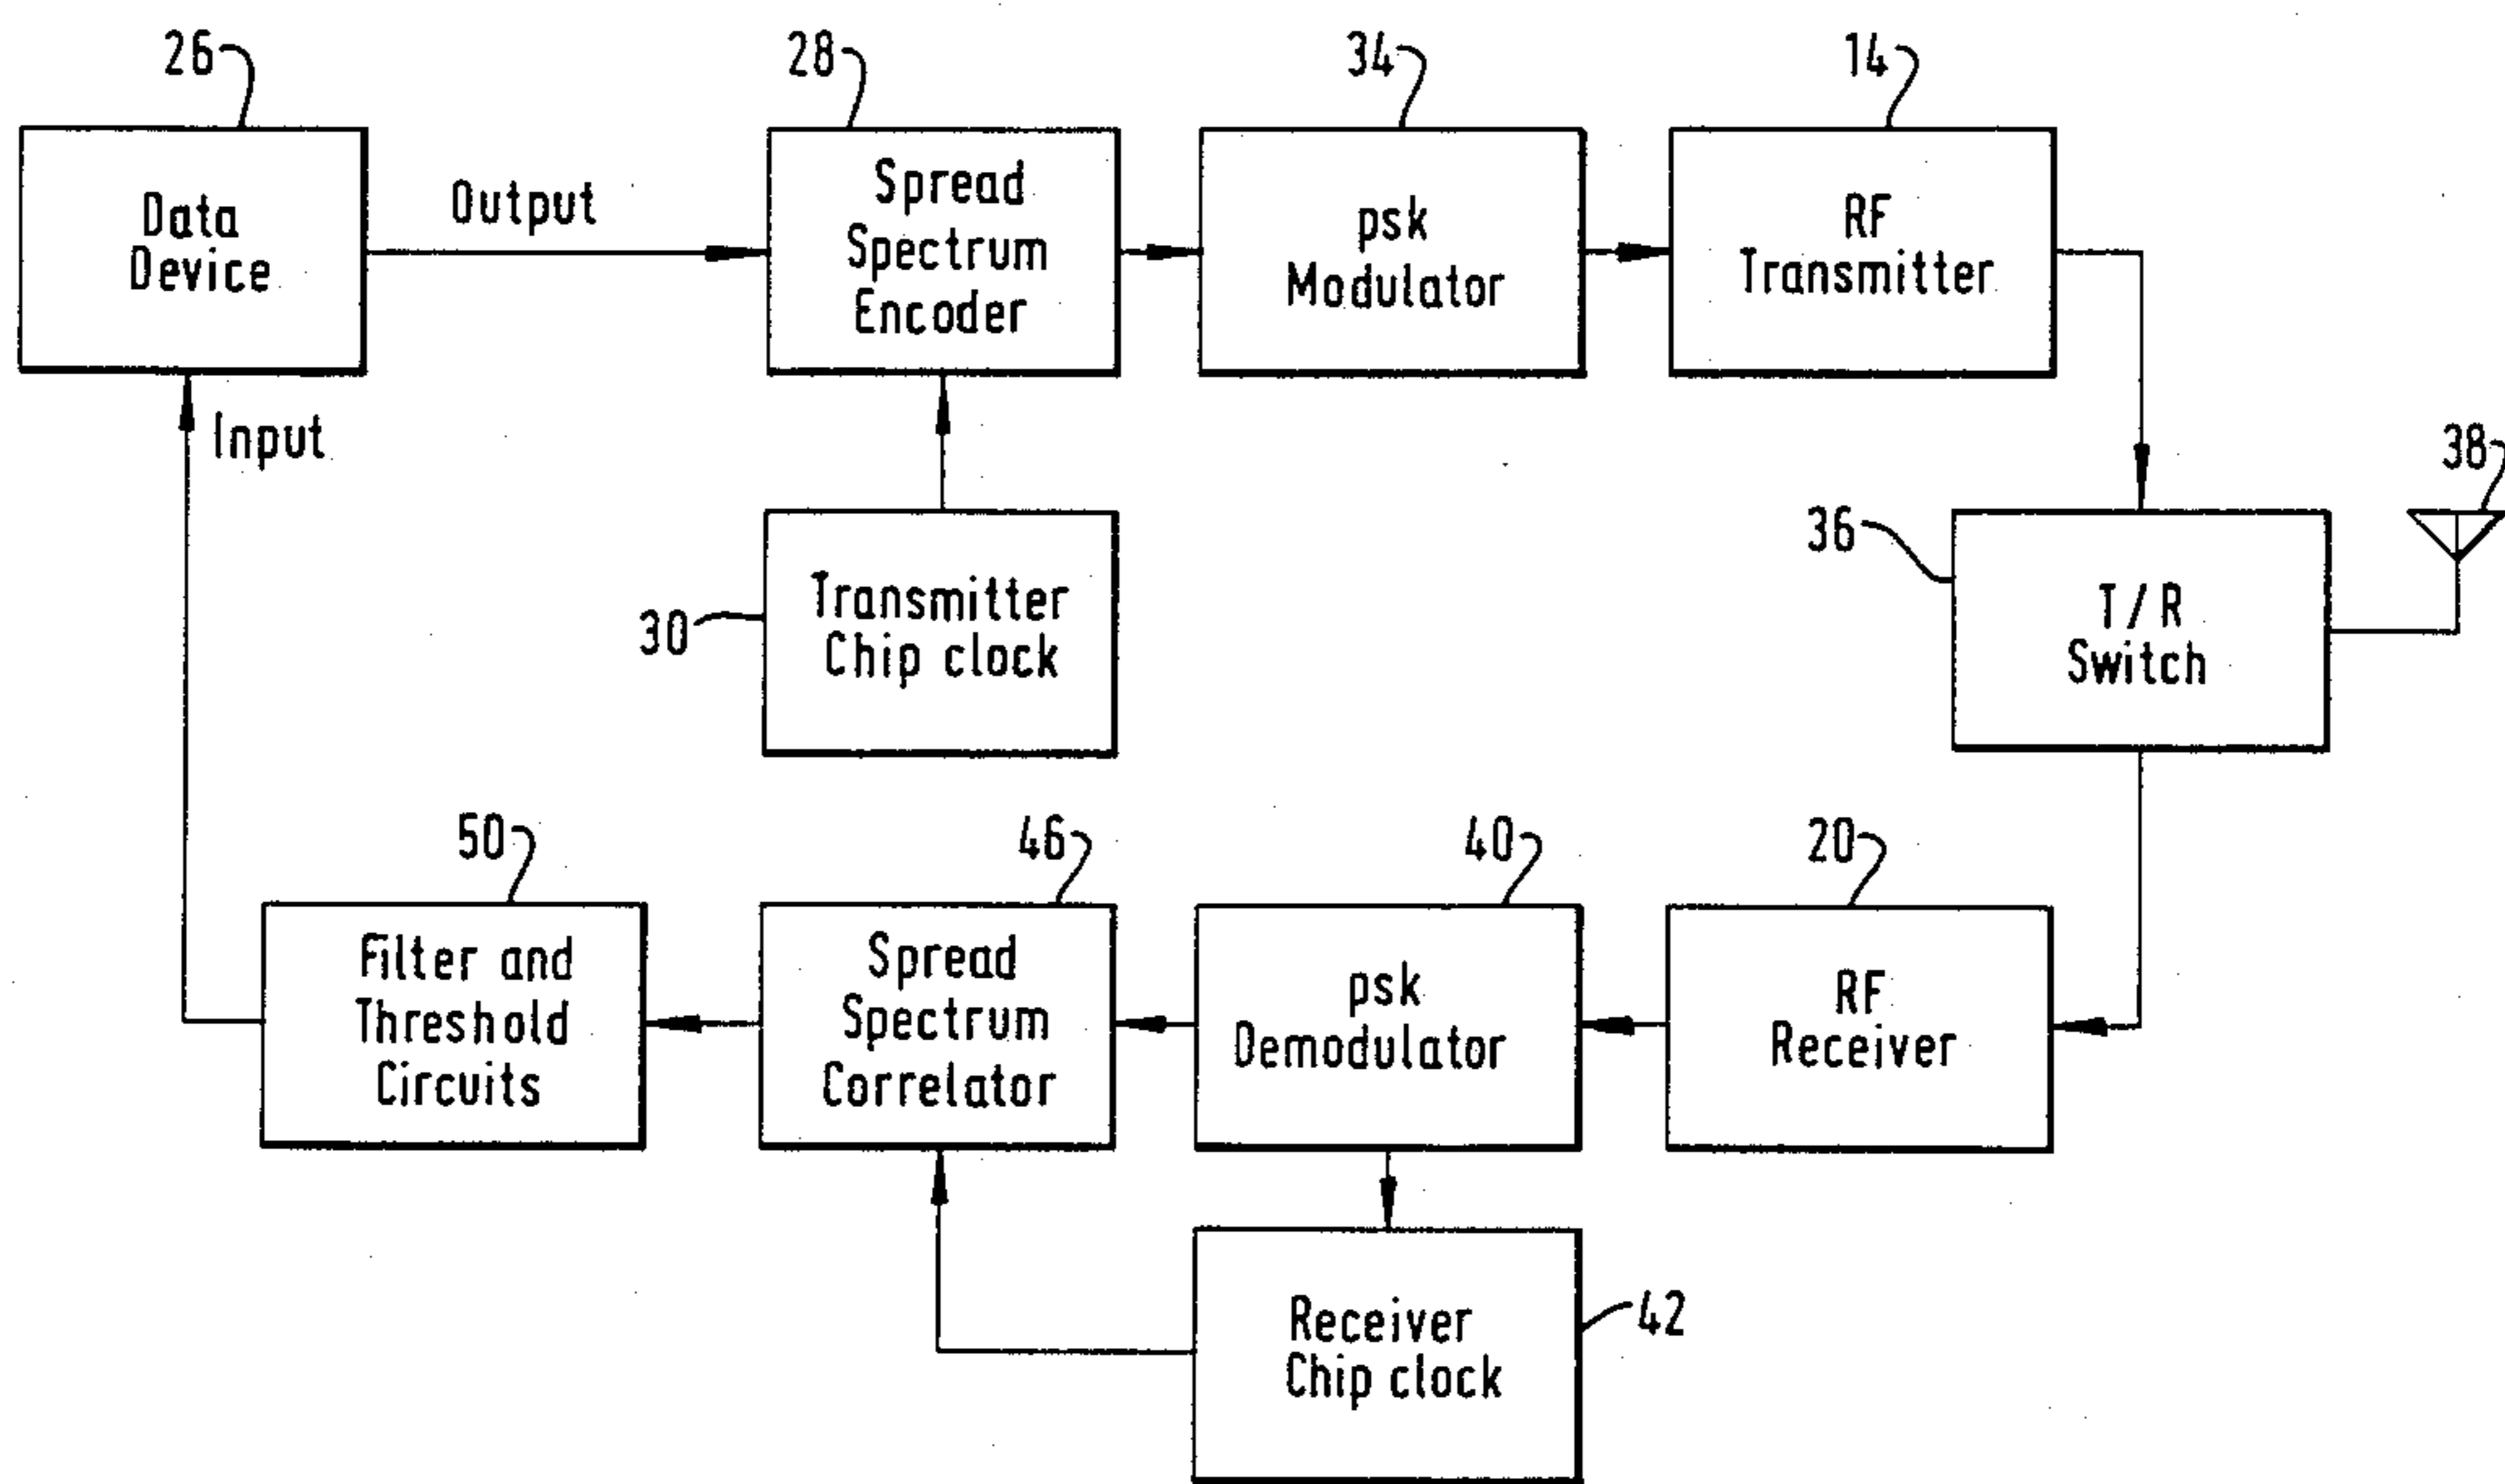 26
28
34
14
Data
Device
Output
Spread
Spectrum
Encoder
psk
Modulator
RF
Transmitter
Input
38
36
30
Transmitter
Chip clock
T/R
Switch
50
46
40
20
Filter and
Threshold
Circuits
Spread
Spectrum
Correlator
psk
Demodulator
RF
Receiver
Receiver
Chip clock
42